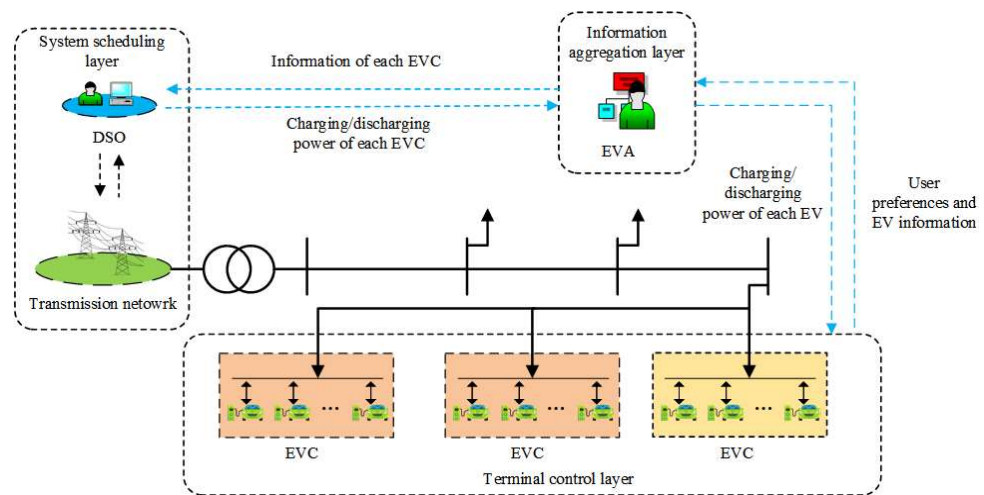 System scheduling
layer
DSO
Transmission netowrk
Information of each EVC
Charging/discharging
power of each EVC
Information
aggregation layer
EVA
Charging/
discharging
power of each EV
User
preferences and
EV information
...
...
...
EVC
EVC
EVC
Terminal control layer